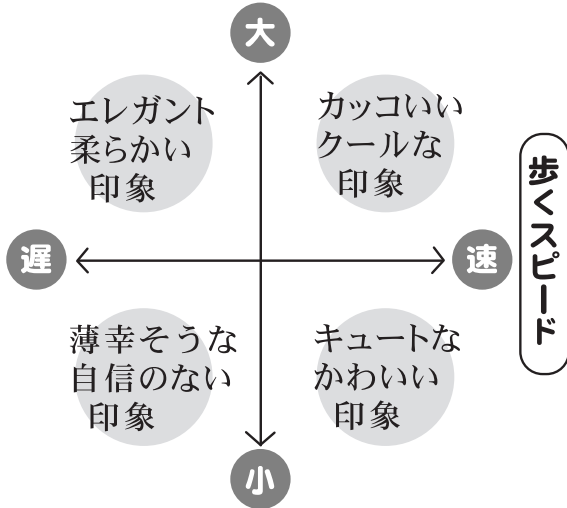 大
エレガント
柔らかい
印象
カッコいい
クールな
印象
遅
速
歩くスピード
薄幸そうな
自信のない
印象
キュートな
かわいい
印象
小